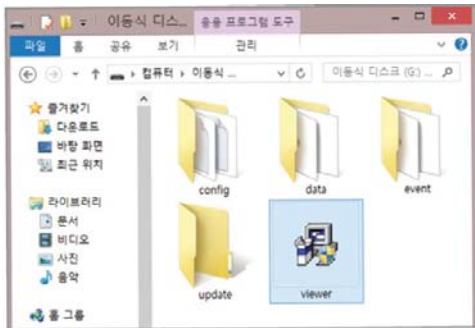 이동식 디스... 응용 프로그램 도구
파일 홈 공유 보기 관리
컴퓨터 ▸ 이동식 ... 이동식 디스크 (G:) ...
즐겨찾기
다운로드
바탕 화면
최근 위치
라이브러리
문서
비디오
사진
음악
홈 그룹
config data event
update viewer